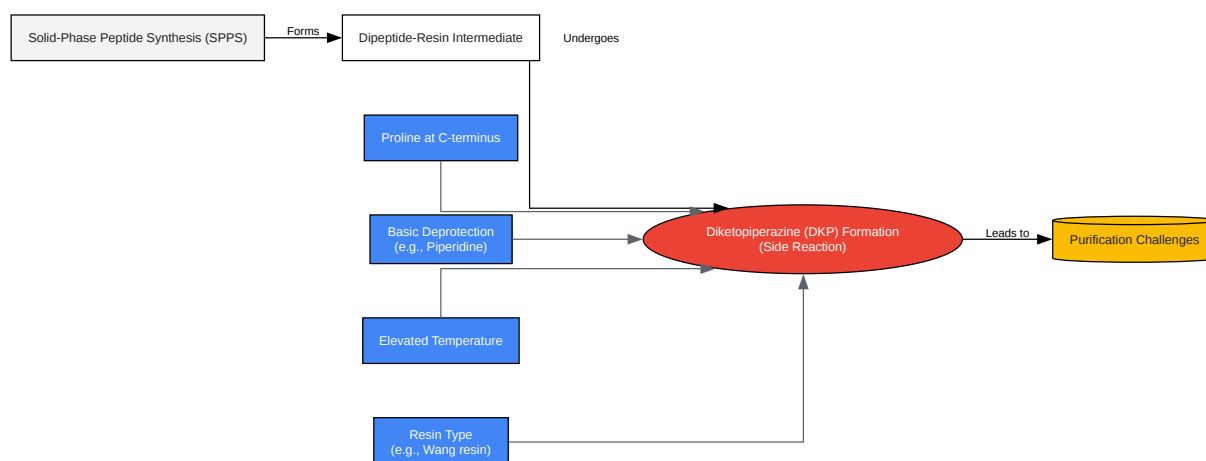 Solid-Phase Peptide Synthesis (SPPS)
Forms
Dipeptide-Resin Intermediate
Undergoes
Proline at C-terminus
Basic Deprotection
(e.g., Piperidine)
Diketopiperazine (DKP) Formation
(Side Reaction)
Leads to
Purification Challenges
Elevated Temperature
Resin Type
(e.g., Wang resin)